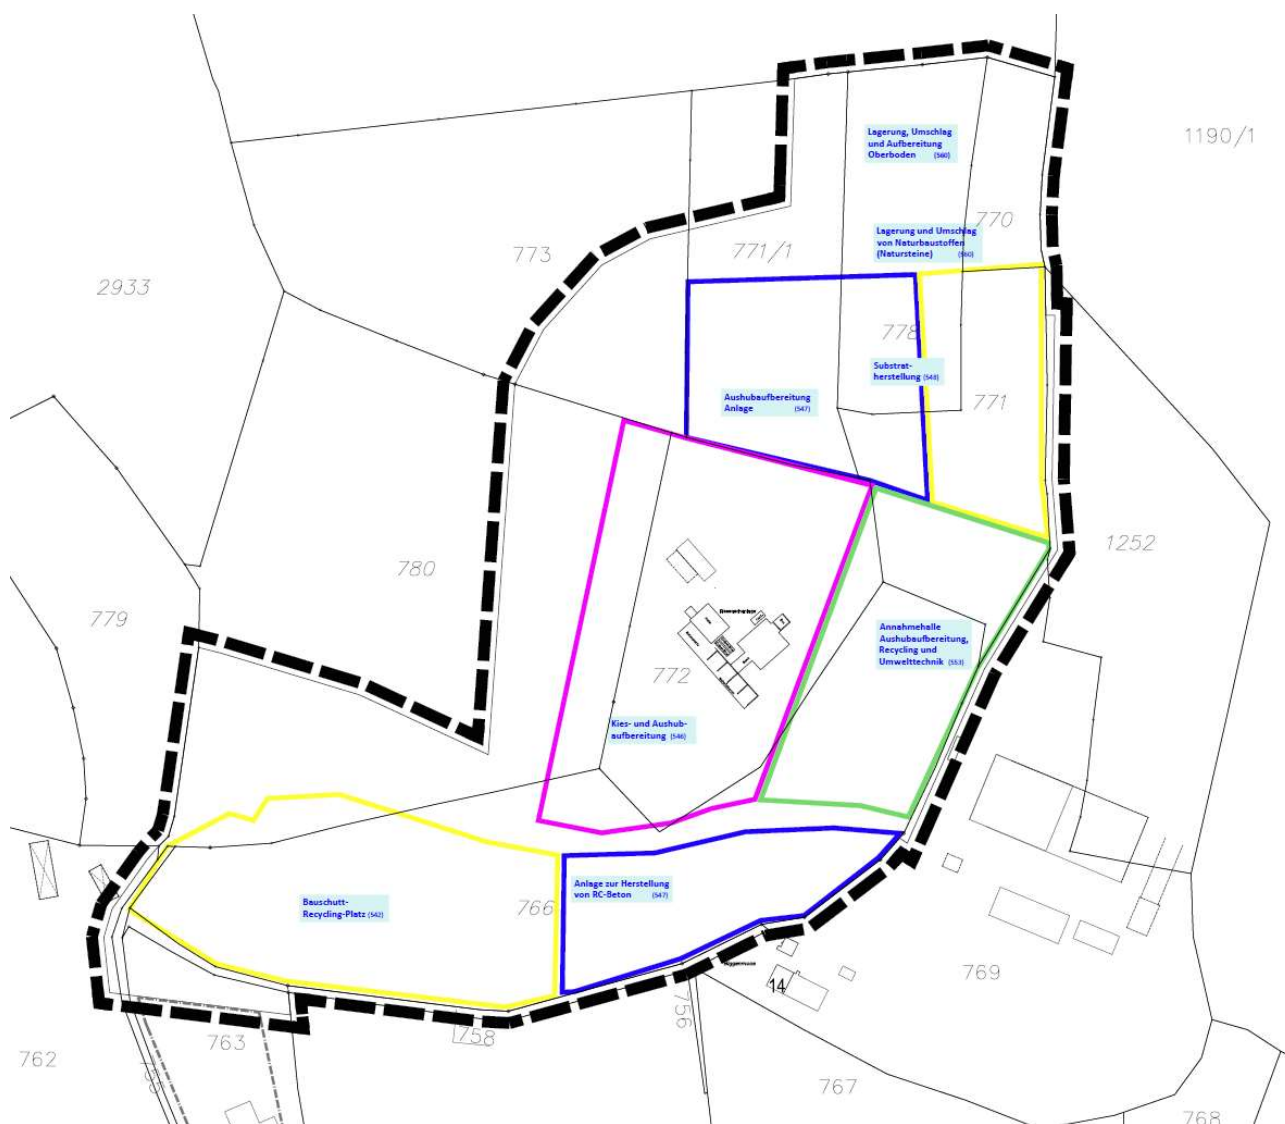 1190/1
Lagerung, Umschlag
und Aufbereitung
Oberboden (560)
770
Lagerung und Umschlag
von Naturbaustoffen
(Natursteine) (560)
773
771/1
2933
778
Substrat-
herstellung (548)
Aushubaufbereitung
Anlage (547)
771
1252
780
779
Annahmehalle
Aushubaufbereitung,
Recycling und
Umwelttechnik (553)
772
Kies- und Aushub-
aufbereitung (546)
Anlage zur Herstellung
von RC-Beton (547)
Bauschutt-
Recycling-Platz (542)
766
769
14
756
758
763
762
767
768